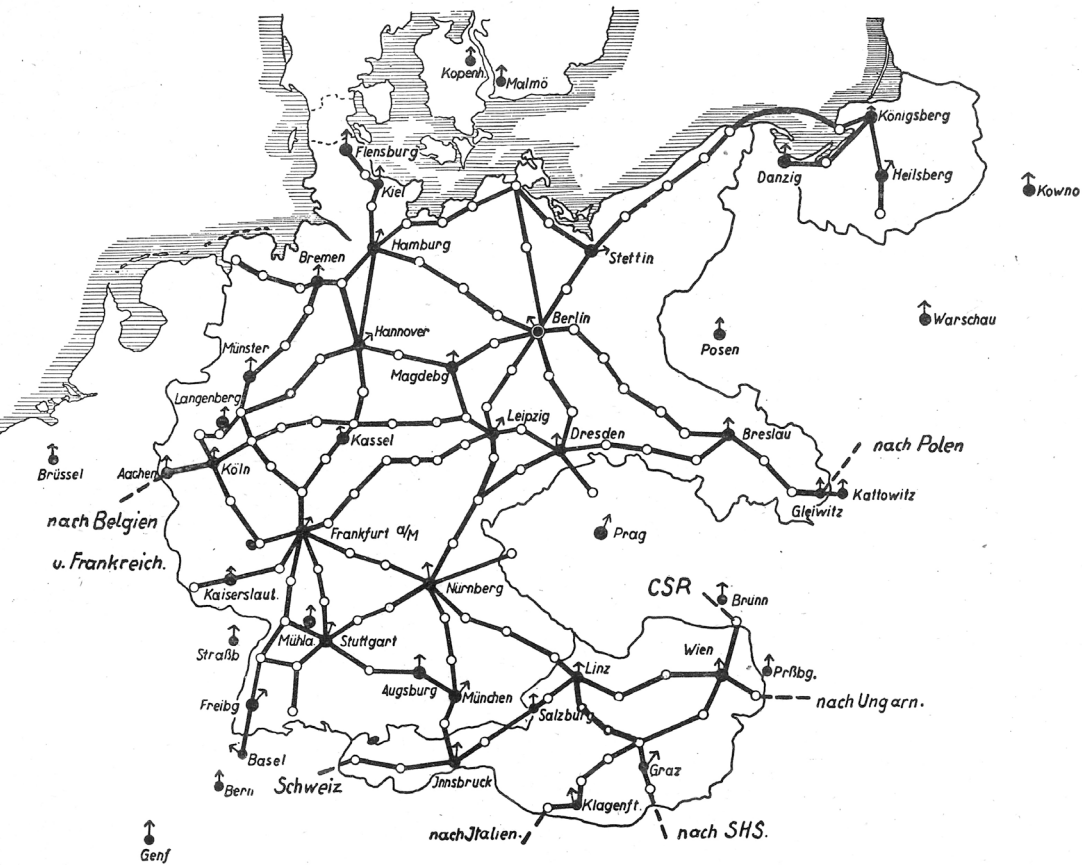 Kopenh.
Malmö
Königsberg
Flensburg
Danzig
Heilsberg
Kiel
Kowno
Hamburg
Bremen
Stettin
Berlin
Warschau
Hannover
Posen
Münster
Magdebg
Langenberg
Leipzig
Kassel
Dresden
Breslau
nach Polen
Brüssel
Aachen
Köln
Gleiwitz
Kattowitz
nach Belgien
u. Frankreich.
Frankfurt a/M
Prag
Kaiserslaut.
Nürnberg
CSR
Brünn
Straßb
Mühla.
Stuttgart
Wien
Linz
Prßbg.
Augsburg
München
nach Ungarn.
Freibg
Salzburg
Basel
Graz
Schweiz
Innsbruck
Bern
Klagenft.
nach Italien.
nach SHS.
Genf